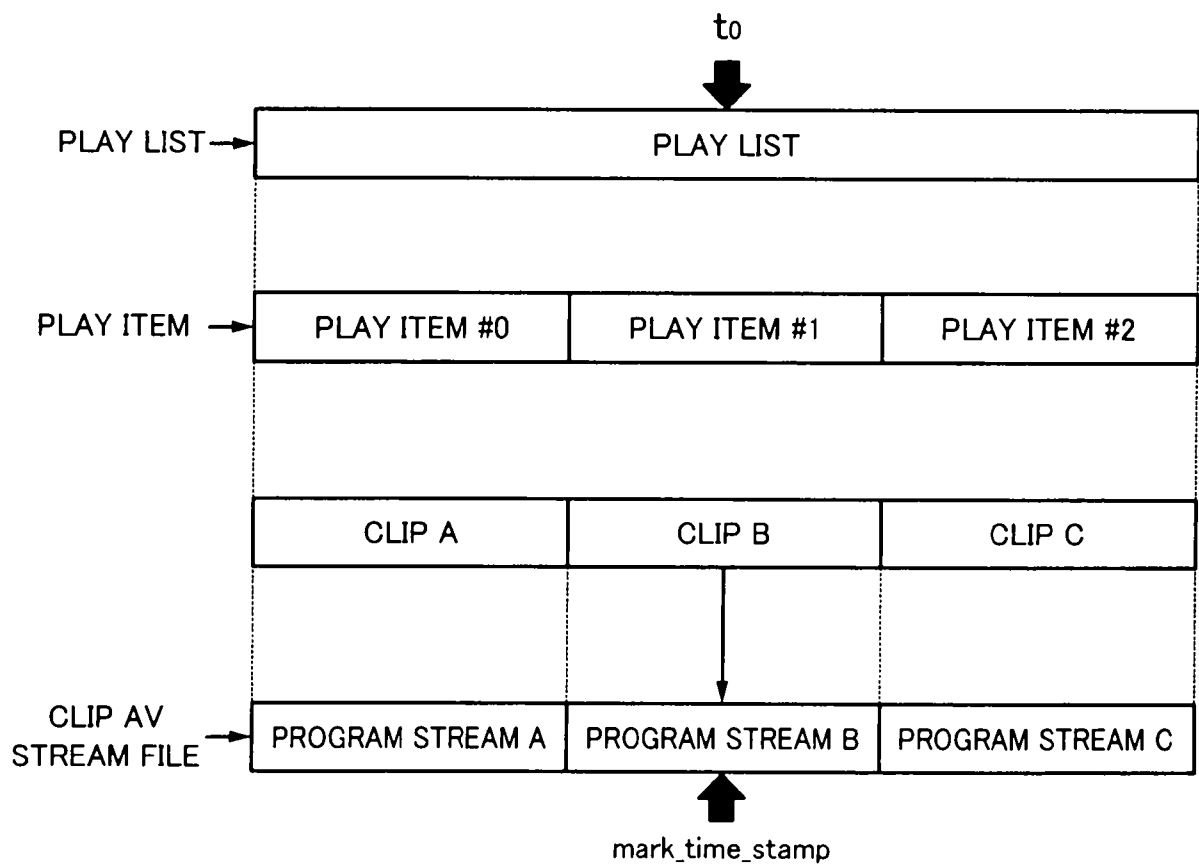 t0
PLAY LIST
PLAY LIST
PLAY ITEM
PLAY ITEM #0
PLAY ITEM #1
PLAY ITEM #2
CLIP A
CLIP B
CLIP C
CLIP AV
STREAM FILE
PROGRAM STREAM A
PROGRAM STREAM B
PROGRAM STREAM C
mark_time_stamp